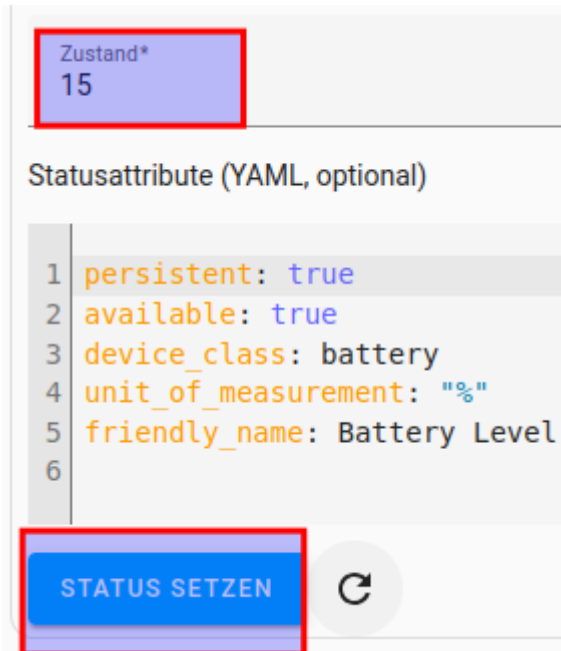 Zustand*
15
Statusattribute (YAML, optional)
1 persistent: true
2 available: true
3 device_class: battery
4 unit_of_measurement: "%"
5 friendly_name: Battery Level
6
STATUS SETZEN